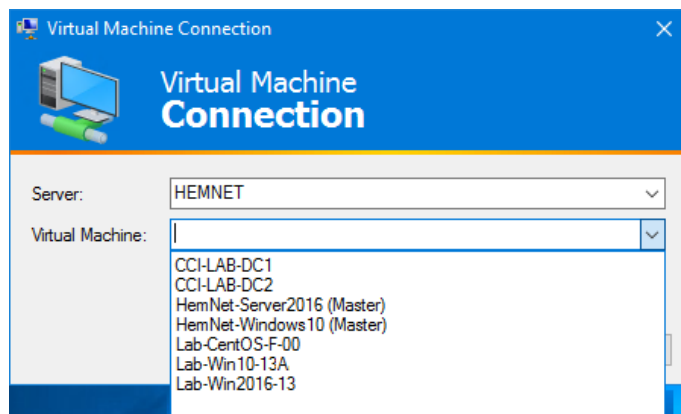 Virtual Machine Connection
Virtual Machine
Connection
Server: HEMNET
Virtual Machine:
CCI-LAB-DC1
CCI-LAB-DC2
HemNet-Server2016 (Master)
HemNet-Windows10 (Master)
Lab-CentOS-F-00
Lab-Win10-13A
Lab-Win2016-13